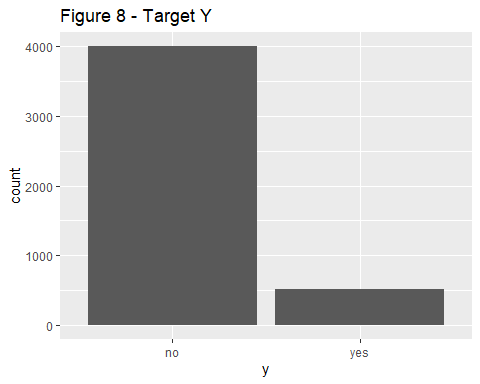 Figure 8 - Target Y
4000
3000
2000
1000
0
count
no yes
y